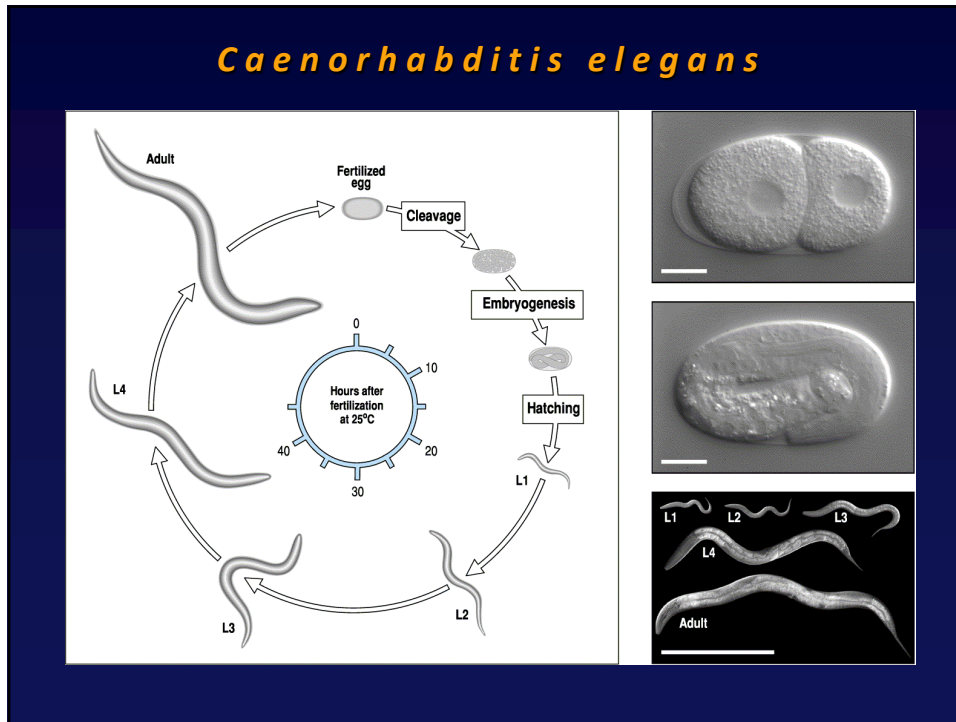 Caenorhabditis elegans
Adult
Fertilized
egg
Cleavage
Embryogenesis
Hatching
L1
L2
L3
L4
0
10
20
30
40
Hours after
fertilization
at 25°C
L1
L2
L3
L4
Adult